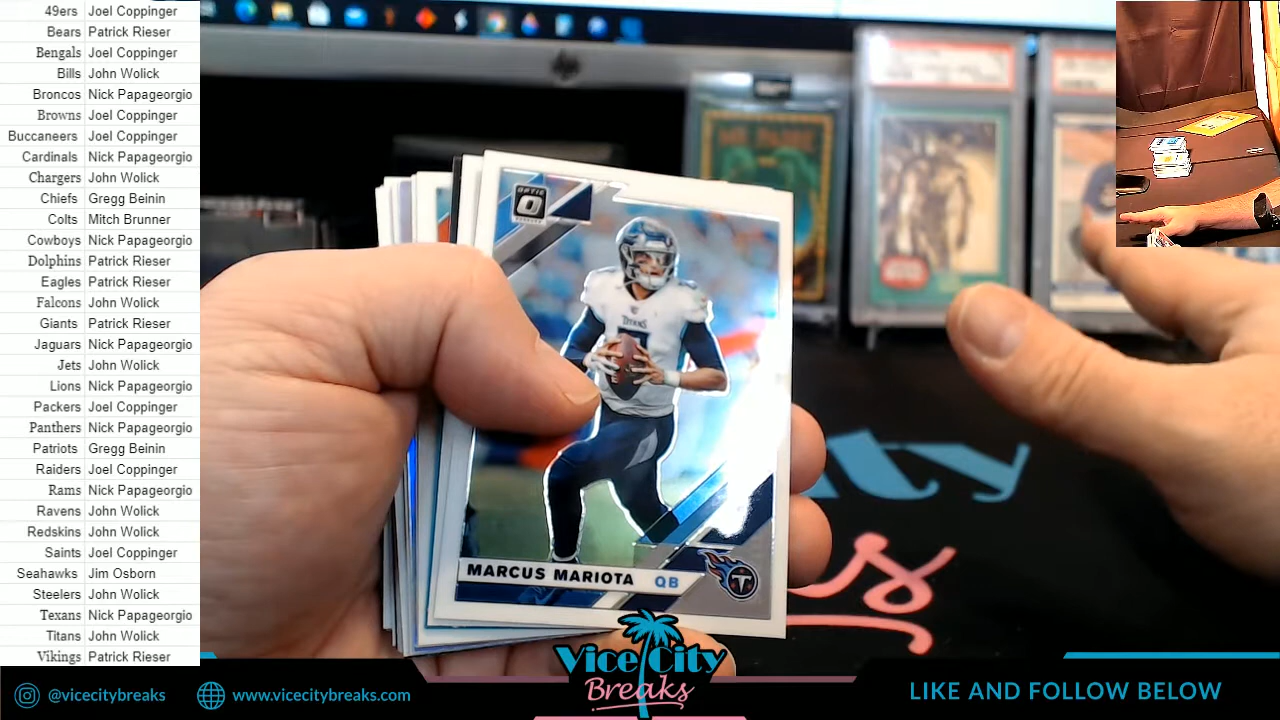 49ers Joel Coppinger
Bears Patrick Rieser
Bengals Joel Coppinger
Bills John Wolick
Broncos Nick Papageorgio
Browns Joel Coppinger
Buccaneers Joel Coppinger
Cardinals Nick Papageorgio
Chargers John Wolick
Chiefs Gregg Beinin
Colts Mitch Brunner
Cowboys Nick Papageorgio
Dolphins Patrick Rieser
Eagles Patrick Rieser
Falcons John Wolick
Giants Patrick Rieser
Jaguars Nick Papageorgio
Jets John Wolick
Lions Nick Papageorgio
Packers Joel Coppinger
Panthers Nick Papageorgio
Patriots Gregg Beinin
Raiders Joel Coppinger
Rams Nick Papageorgio
Ravens John Wolick
Redskins John Wolick
Saints Joel Coppinger
Seahawks Jim Osborn
Steelers John Wolick
Texans Nick Papageorgio
Titans John Wolick
Vikings Patrick Rieser
OPTIC
TITANS
MARCUS MARIOTA QB
T
Vice City
Breaks
@vicecitybreaks
www.vicecitybreaks.com
LIKE AND FOLLOW BELOW